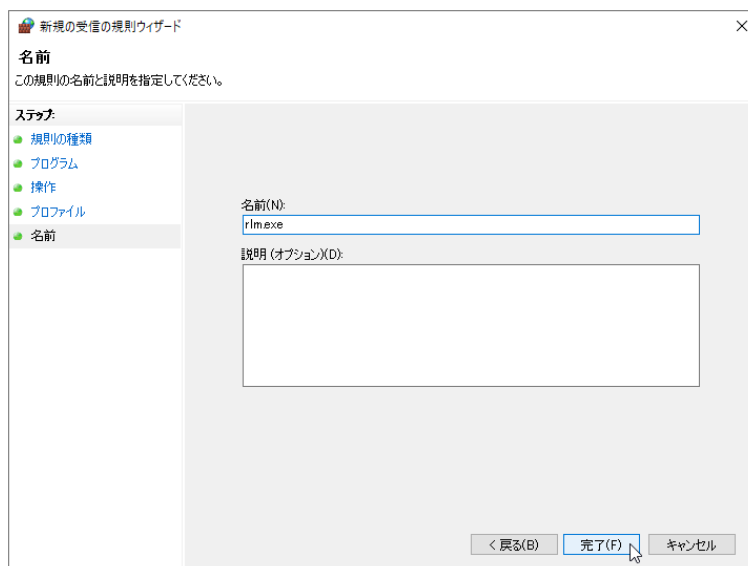 新規の受信の規則ウィザード
名前
この規則の名前と説明を指定してください。
ステップ:
規則の種類
プログラム
操作
プロファイル
名前
名前(N):
rlm.exe
説明 (オプション)(D):
< 戻る(B)
完了(F)
キャンセル